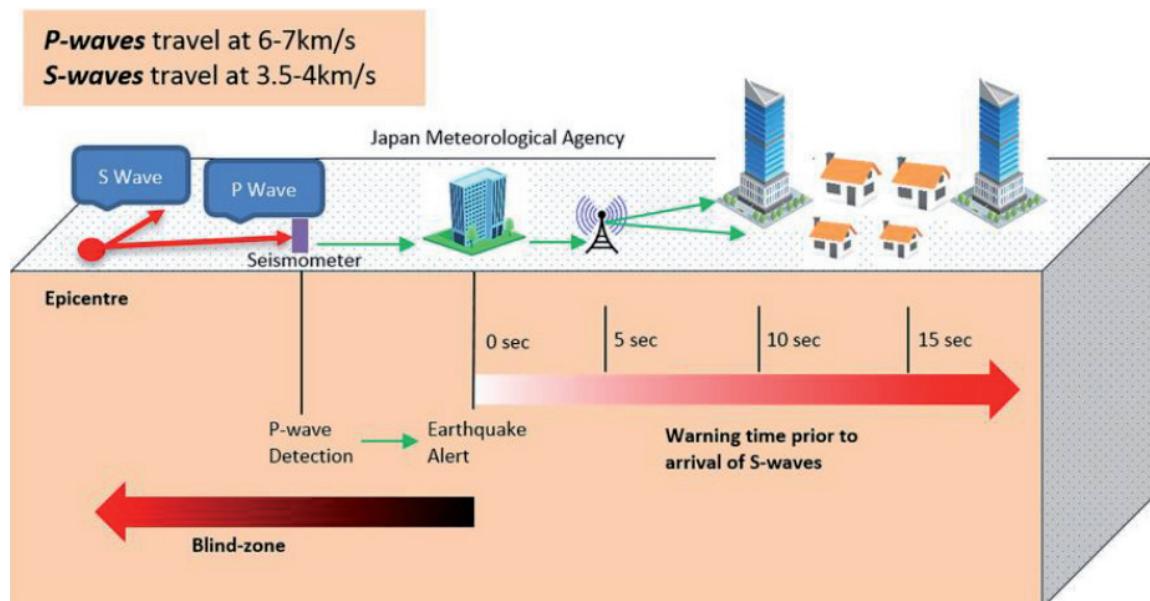 P-waves travel at 6-7km/s
S-waves travel at 3.5-4km/s
Japan Meteorological Agency
S Wave
P Wave
Seismometer
Epicentre
0 sec
5 sec
10 sec
15 sec
P-wave
Detection
Earthquake
Alert
Warning time prior to
arrival of S-waves
Blind-zone